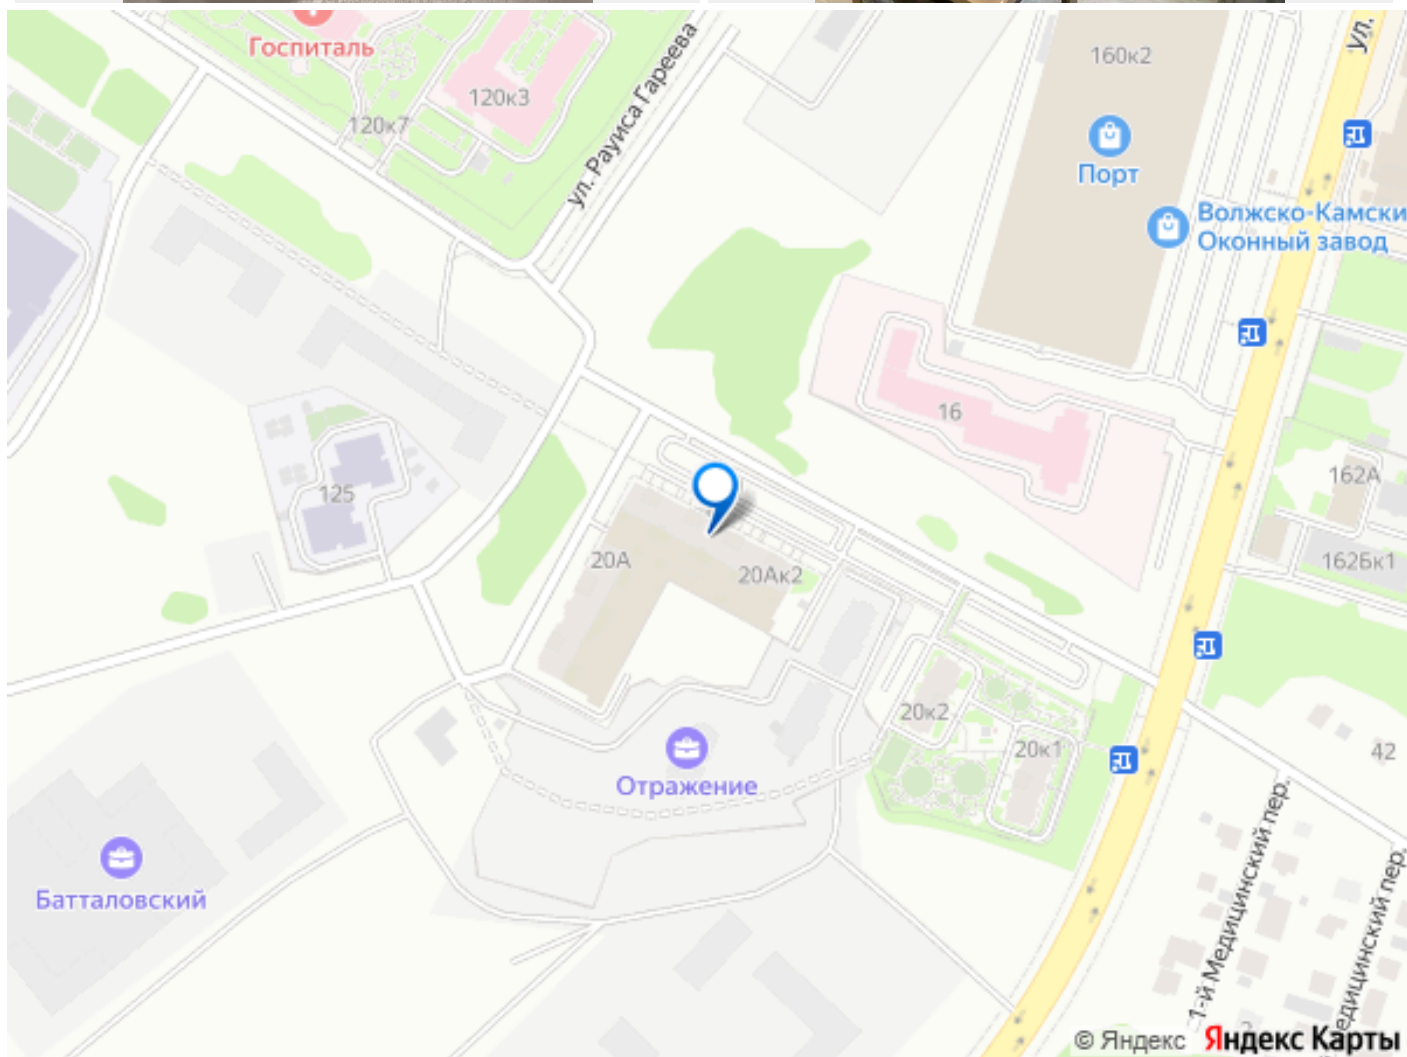 Госпиталь
120к3
120к7
ул. Рауиса Гареева
160к2
ул.
Порт
Волжско-Камски
Оконный завод
16
125
162А
162Бк1
20А
20Ак2
20к2
20к1
42
Отражение
Батталовский
1-й Медицинский пер.
едицинский пер.
2
© Яндекс Яндекс Карты